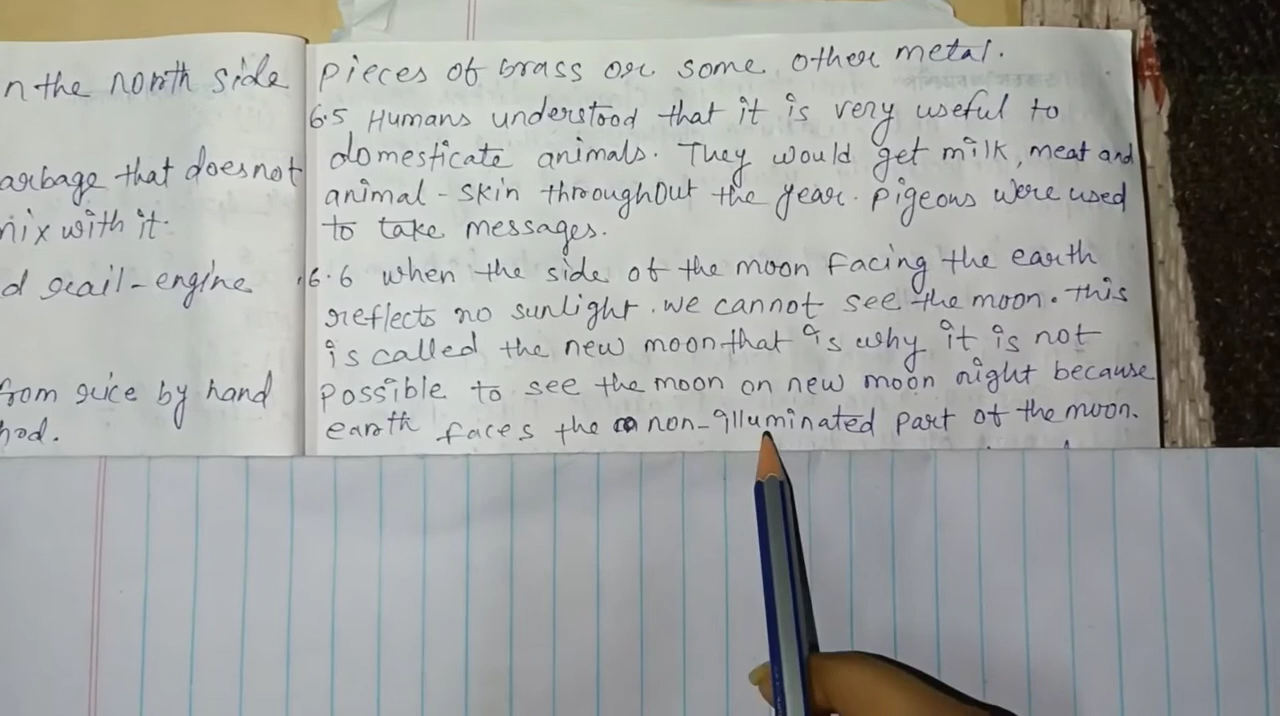 n the north side
arbage that does not
mix with it.
d rail-engine
from rice by hand
hod.
pieces of brass or some other metal.
6.5 Humans understood that it is very useful to
domesticate animals. They would get milk, meat and
animal-skin throughout the year. pigeons were used
to take messages.
6.6 when the side of the moon facing the earth
reflects no sunlight. we cannot see the moon. this
is called the new moon that is why it is not
possible to see the moon on new moon night because
earth faces the non-illuminated part of the moon.